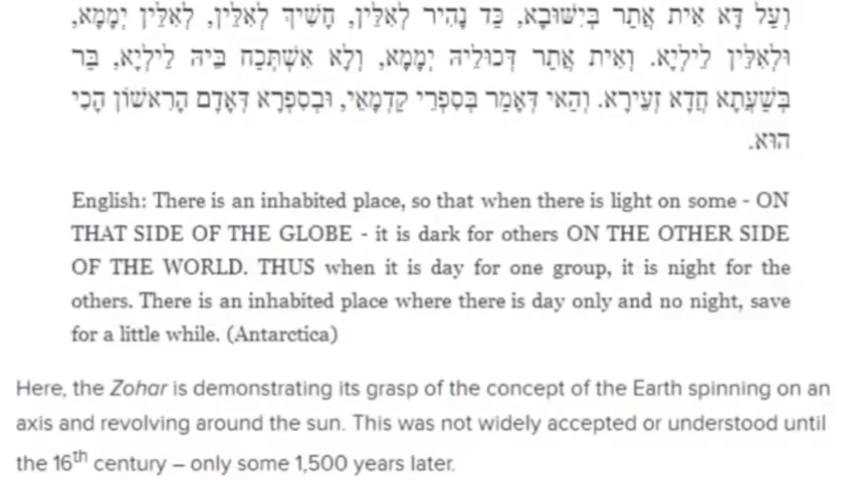 וְעַל דָּא אִית אֲתַר בְּיִשּׁוּבָא, כַּד נָהִיר לְאִלֵּין, חָשִׁיךְ לְאִלֵּין, לְאִלֵּין יְמָמָא,
וּלְאִלֵּין לֵילְיָא. וְאִית אֲתַר דְּכוּלֵּיהּ יְמָמָא, וְלָא אִשְׁתְּכַח בֵּיהּ לֵילְיָא, בַּר
בְּשַׁעֲתָא חֲדָא זְעֵירָא. וְהַאי דְּאָמַר בְּסִפְרֵי קַדְמָאֵי, וּבְסִפְרָא דְּאָדָם הָרִאשׁוֹן הָכִי
הוּא.
English: There is an inhabited place, so that when there is light on some - ON
THAT SIDE OF THE GLOBE - it is dark for others ON THE OTHER SIDE
OF THE WORLD. THUS when it is day for one group, it is night for the
others. There is an inhabited place where there is day only and no night, save
for a little while. (Antarctica)
Here, the Zohar is demonstrating its grasp of the concept of the Earth spinning on an
axis and revolving around the sun. This was not widely accepted or understood until
the 16th century – only some 1,500 years later.